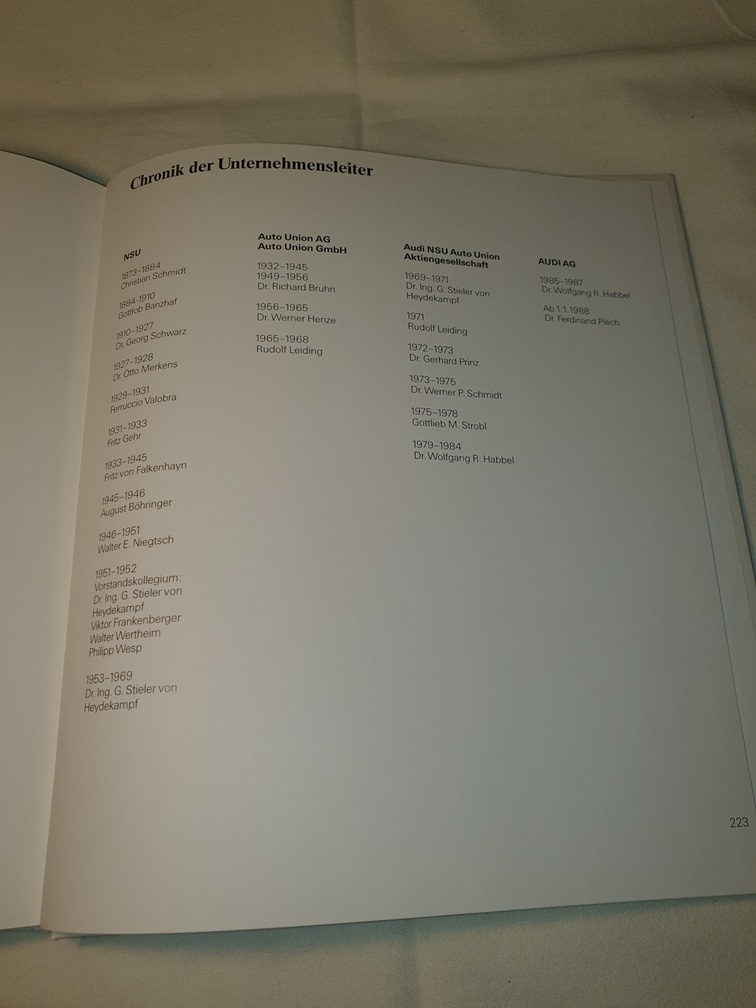 Chronik der Unternehmensleiter
NSU
1873–1884
Christian Schmidt
1884-1910
Gottlob Banzhaf
1910-1927
Dr. Georg Schwarz
1927-1928
Dr. Otto Merkens
1929-1931
Ferruccio Valobra
1931-1933
Fritz Gehr
1933-1945
Fritz von Falkenhayn
1945-1946
August Böhringer
1946-1951
Walter E. Niegtsch
1951-1952
Vorstandskollegium:
Dr. Ing. G. Stieler von
Heydekampf
Viktor Frankenberger
Walter Wertheim
Philipp Wesp
1953-1969
Dr. Ing. G. Stieler von
Heydekampf
Auto Union AG
Auto Union GmbH
1932-1945
1949-1956
Dr. Richard Bruhn
1956-1965
Dr. Werner Henze
1965-1968
Rudolf Leiding
Audi NSU Auto Union
Aktiengesellschaft
1969-1971
Dr. Ing. G. Stieler von
Heydekampf
1971
Rudolf Leiding
1972-1973
Dr. Gerhard Prinz
1973-1975
Dr. Werner P. Schmidt
1975-1978
Gottlieb M. Strobl
1979-1984
Dr. Wolfgang R. Habbel
AUDI AG
1985-1987
Dr. Wolfgang R. Habbel
Ab 1.1.1988
Dr. Ferdinand Piëch
223